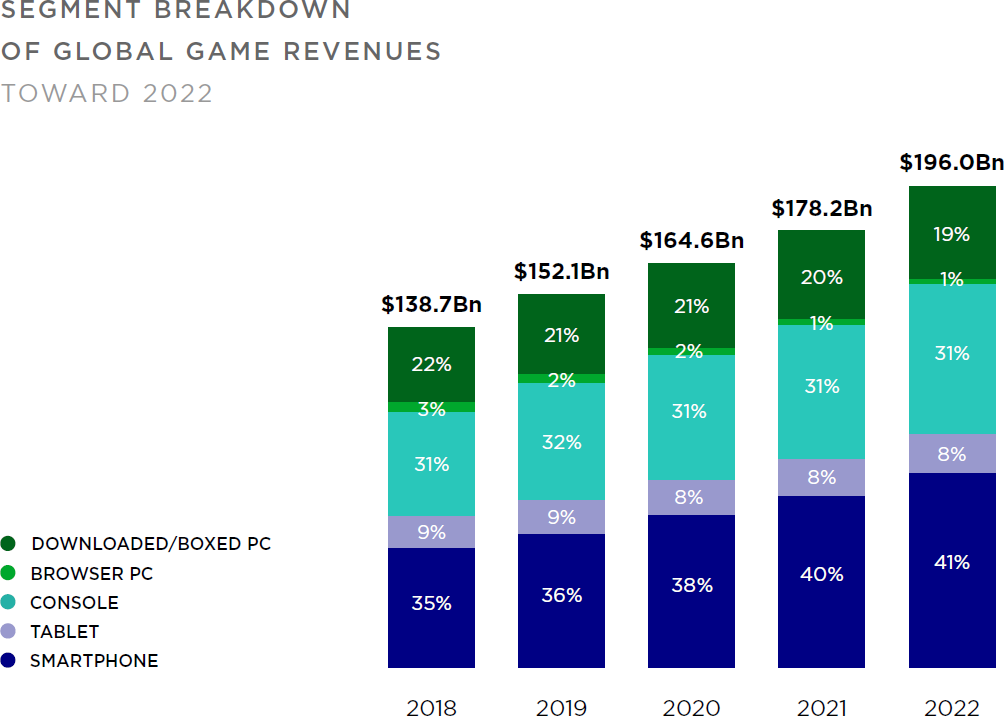 SEGMENT BREAKDOWN
OF GLOBAL GAME REVENUES
TOWARD 2022
$138.7Bn
22%
3%
31%
9%
35%
2018
$152.1Bn
21%
2%
32%
9%
36%
2019
$164.6Bn
21%
2%
31%
8%
38%
2020
$178.2Bn
20%
1%
31%
8%
40%
2021
$196.0Bn
19%
1%
31%
8%
41%
2022
DOWNLOADED/BOXED PC
BROWSER PC
CONSOLE
TABLET
SMARTPHONE